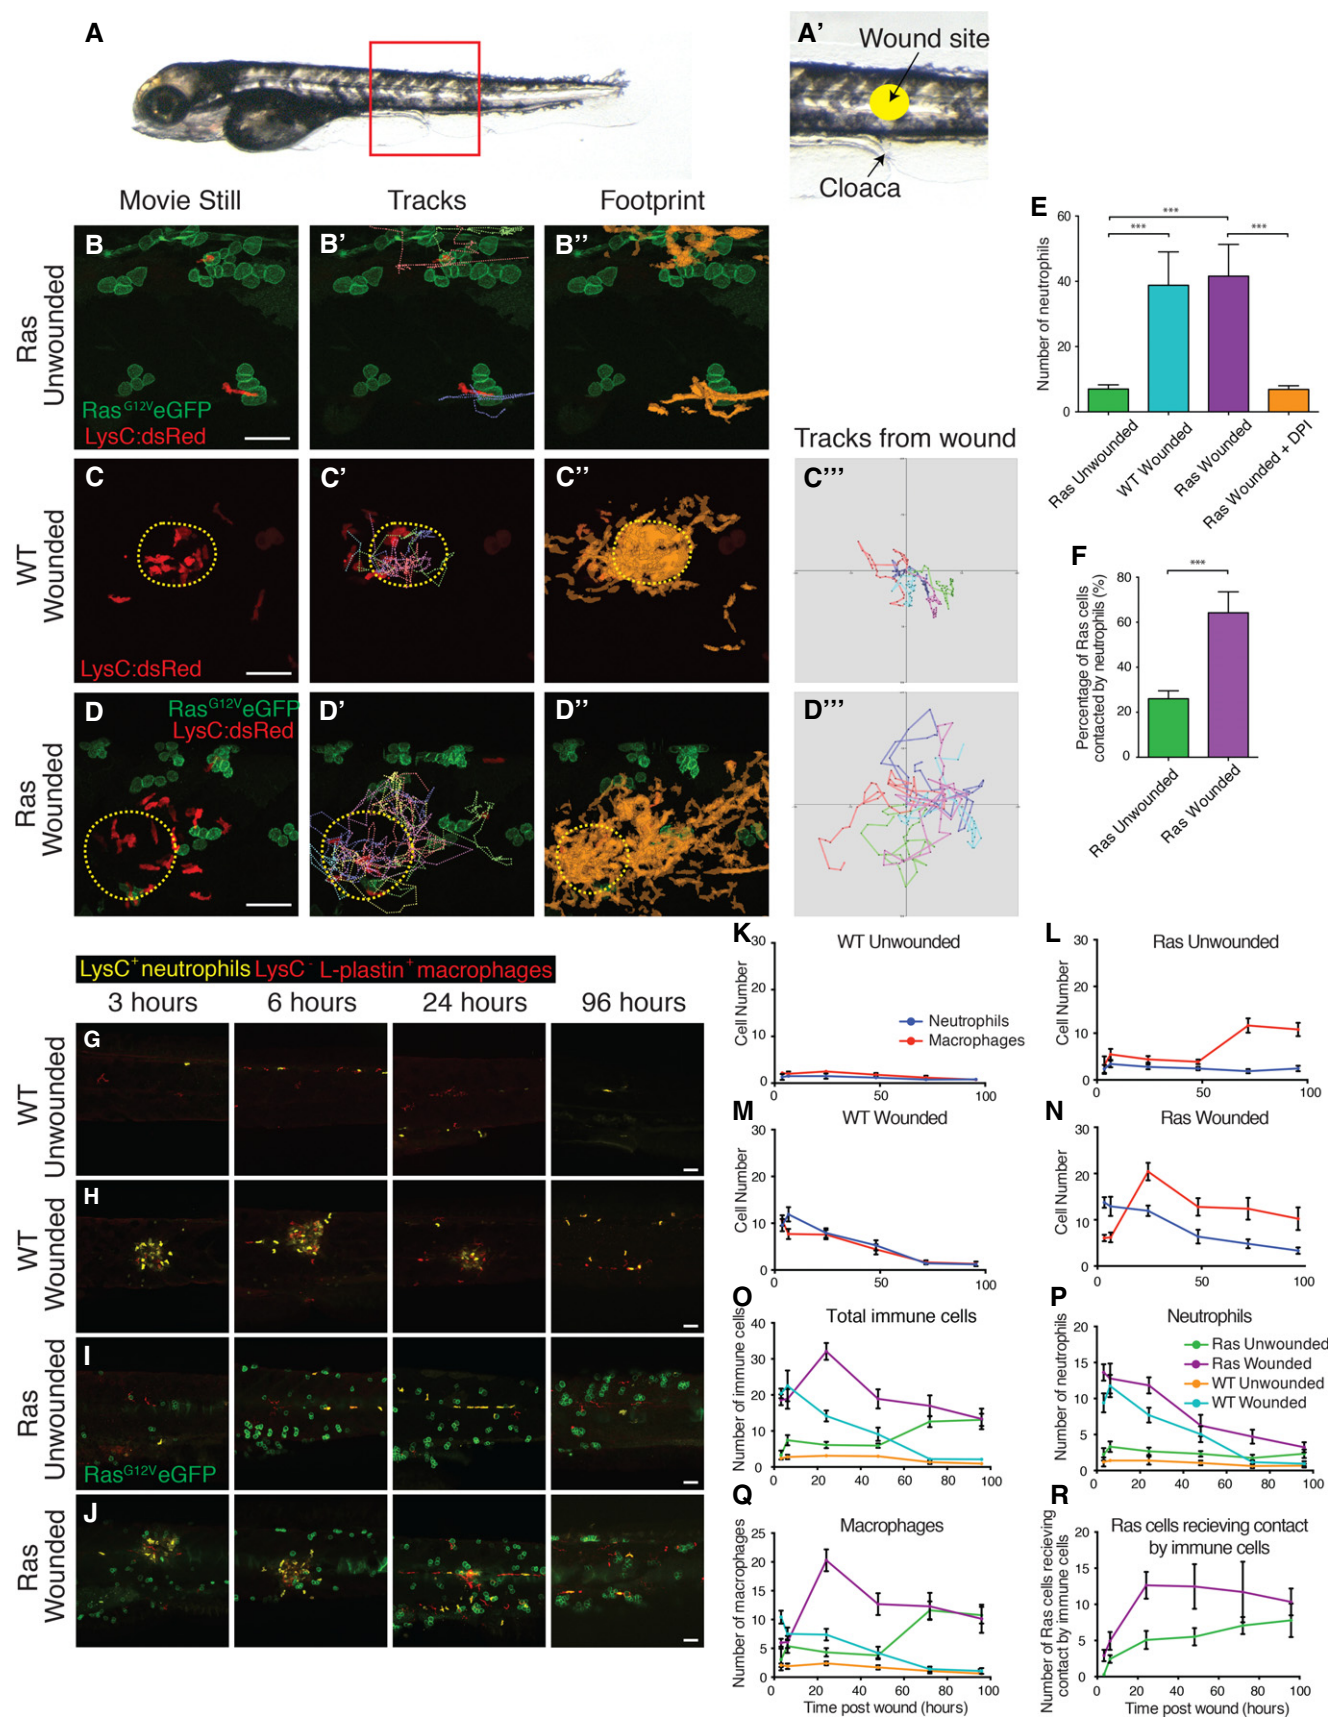 A
A'
Wound site
Cloaca
Movie Still
Tracks
Footprint
Ras
Unwounded
B
B'
B''
RasG12VeGFP
LysC:dsRed
WT
Wounded
C
C'
C''
LysC:dsRed
Tracks from wound
C'''
Ras
Wounded
D
RasG12VeGFP
LysC:dsRed
D'
D''
D'''
E
Number of neutrophils
60
40
20
0
***
***
***
Ras Unwounded
WT Wounded
Ras Wounded
Ras Wounded + DPI
F
Percentage of Ras cells
contacted by neutrophils (%)
80
60
40
20
0
***
Ras Unwounded
Ras Wounded
LysC+ neutrophils LysC- L-plastin+ macrophages
3 hours
6 hours
24 hours
96 hours
WT
Unwounded
G
WT
Wounded
H
Ras
Unwounded
I
RasG12VeGFP
Ras
Wounded
J
K
WT Unwounded
Cell Number
30
20
10
0
0
50
100
Neutrophils
Macrophages
L
Ras Unwounded
Cell Number
30
20
10
0
0
50
100
M
WT Wounded
Cell Number
30
20
10
0
0
50
100
N
Ras Wounded
Cell Number
30
20
10
0
0
50
100
O
Total immune cells
Number of immune cells
40
30
20
10
0
0
20
40
60
80
100
P
Neutrophils
Number of neutrophils
20
15
10
5
0
0
20
40
60
80
100
Ras Unwounded
Ras Wounded
WT Unwounded
WT Wounded
Q
Macrophages
Number of macrophages
25
20
15
10
5
0
0
20
40
60
80
100
Time post wound (hours)
R
Ras cells recieving contact
by immune cells
Number of Ras cells recieving
contact by immune cells
20
15
10
5
0
0
20
40
60
80
100
Time post wound (hours)